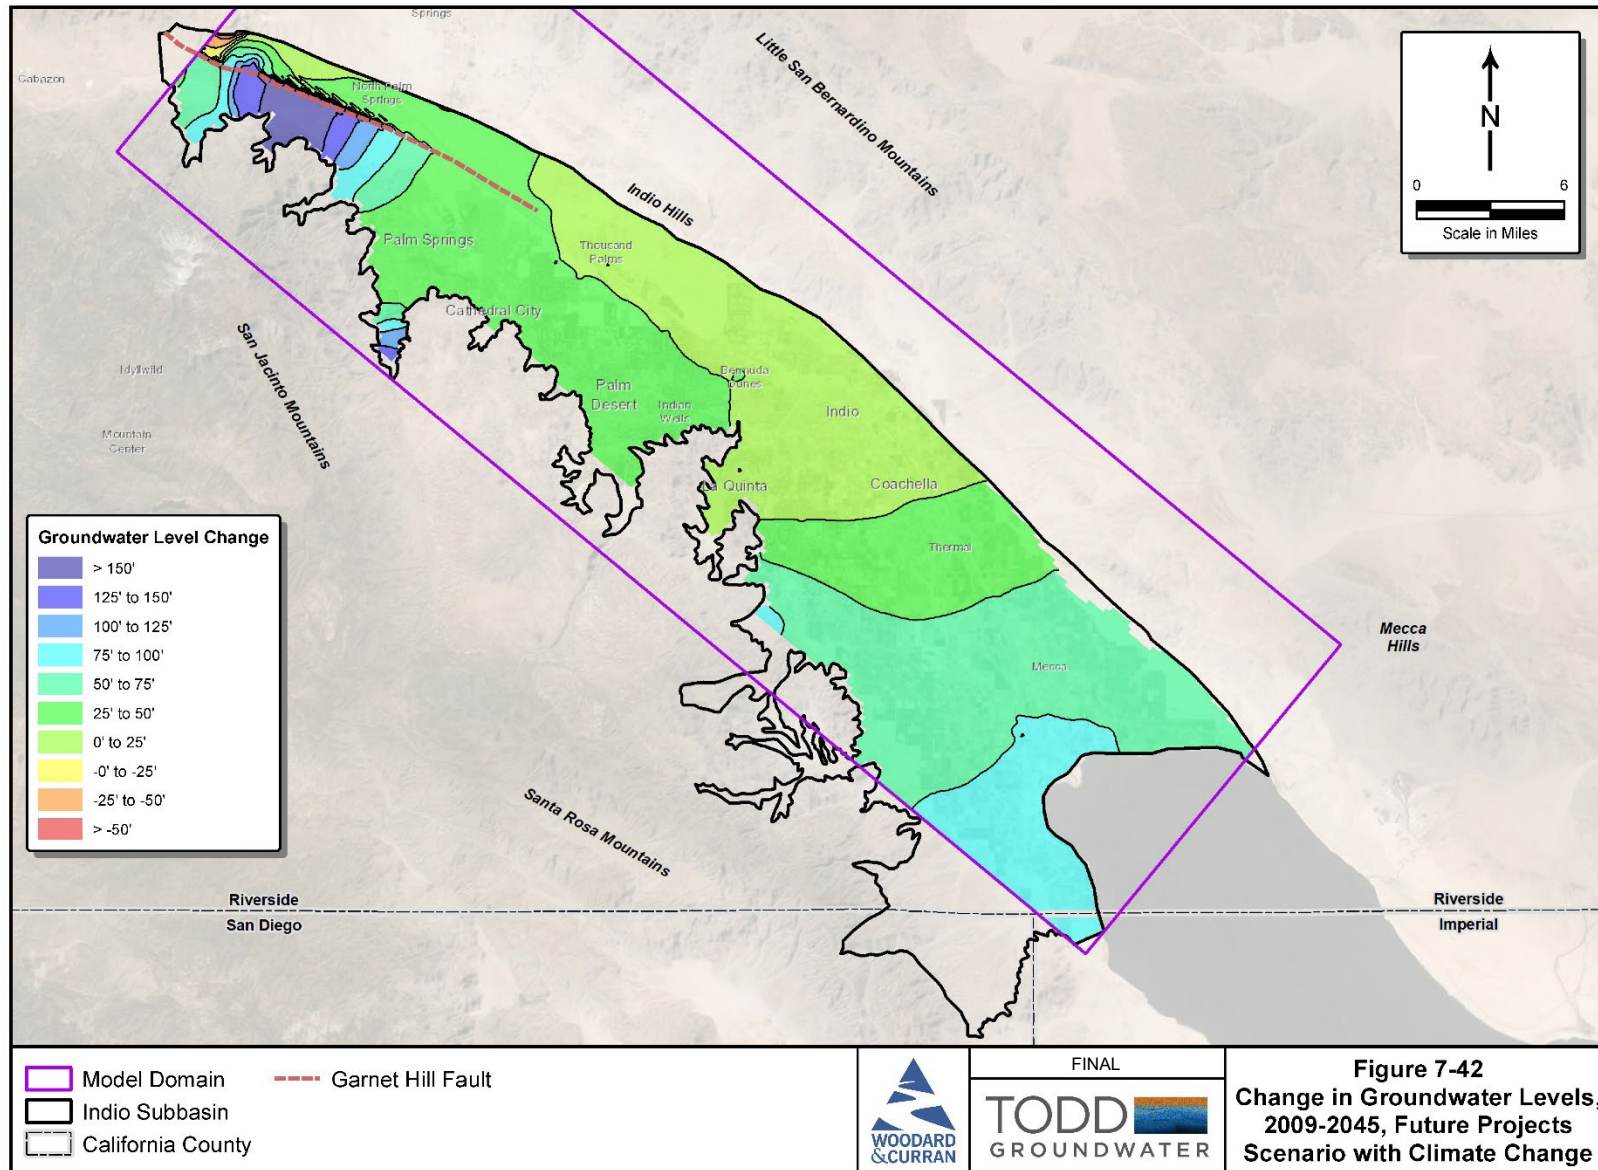 Springs
Cabazon
Little San Bernardino Mountains
N
0 6
Scale in Miles
North Palm
Springs
Indio Hills
Palm Springs
Thousand
Palms
Cathedral City
San Jacinto Mountains
Idyllwild
Bermuda
Dunes
Palm
Desert
Indian
Wells
Indio
Mountain
Center
La Quinta
Coachella
Thermal
Mecca
Hills
Mecca
Santa Rosa Mountains
Groundwater Level Change
> 150'
125' to 150'
100' to 125'
75' to 100'
50' to 75'
25' to 50'
0' to 25'
-0' to -25'
-25' to -50'
> -50'
Riverside
San Diego
Riverside
Imperial
Model Domain
Garnet Hill Fault
Indio Subbasin
California County
WOODARD
&CURRAN
FINAL
TODD
GROUNDWATER
Figure 7-42
Change in Groundwater Levels,
2009-2045, Future Projects
Scenario with Climate Change